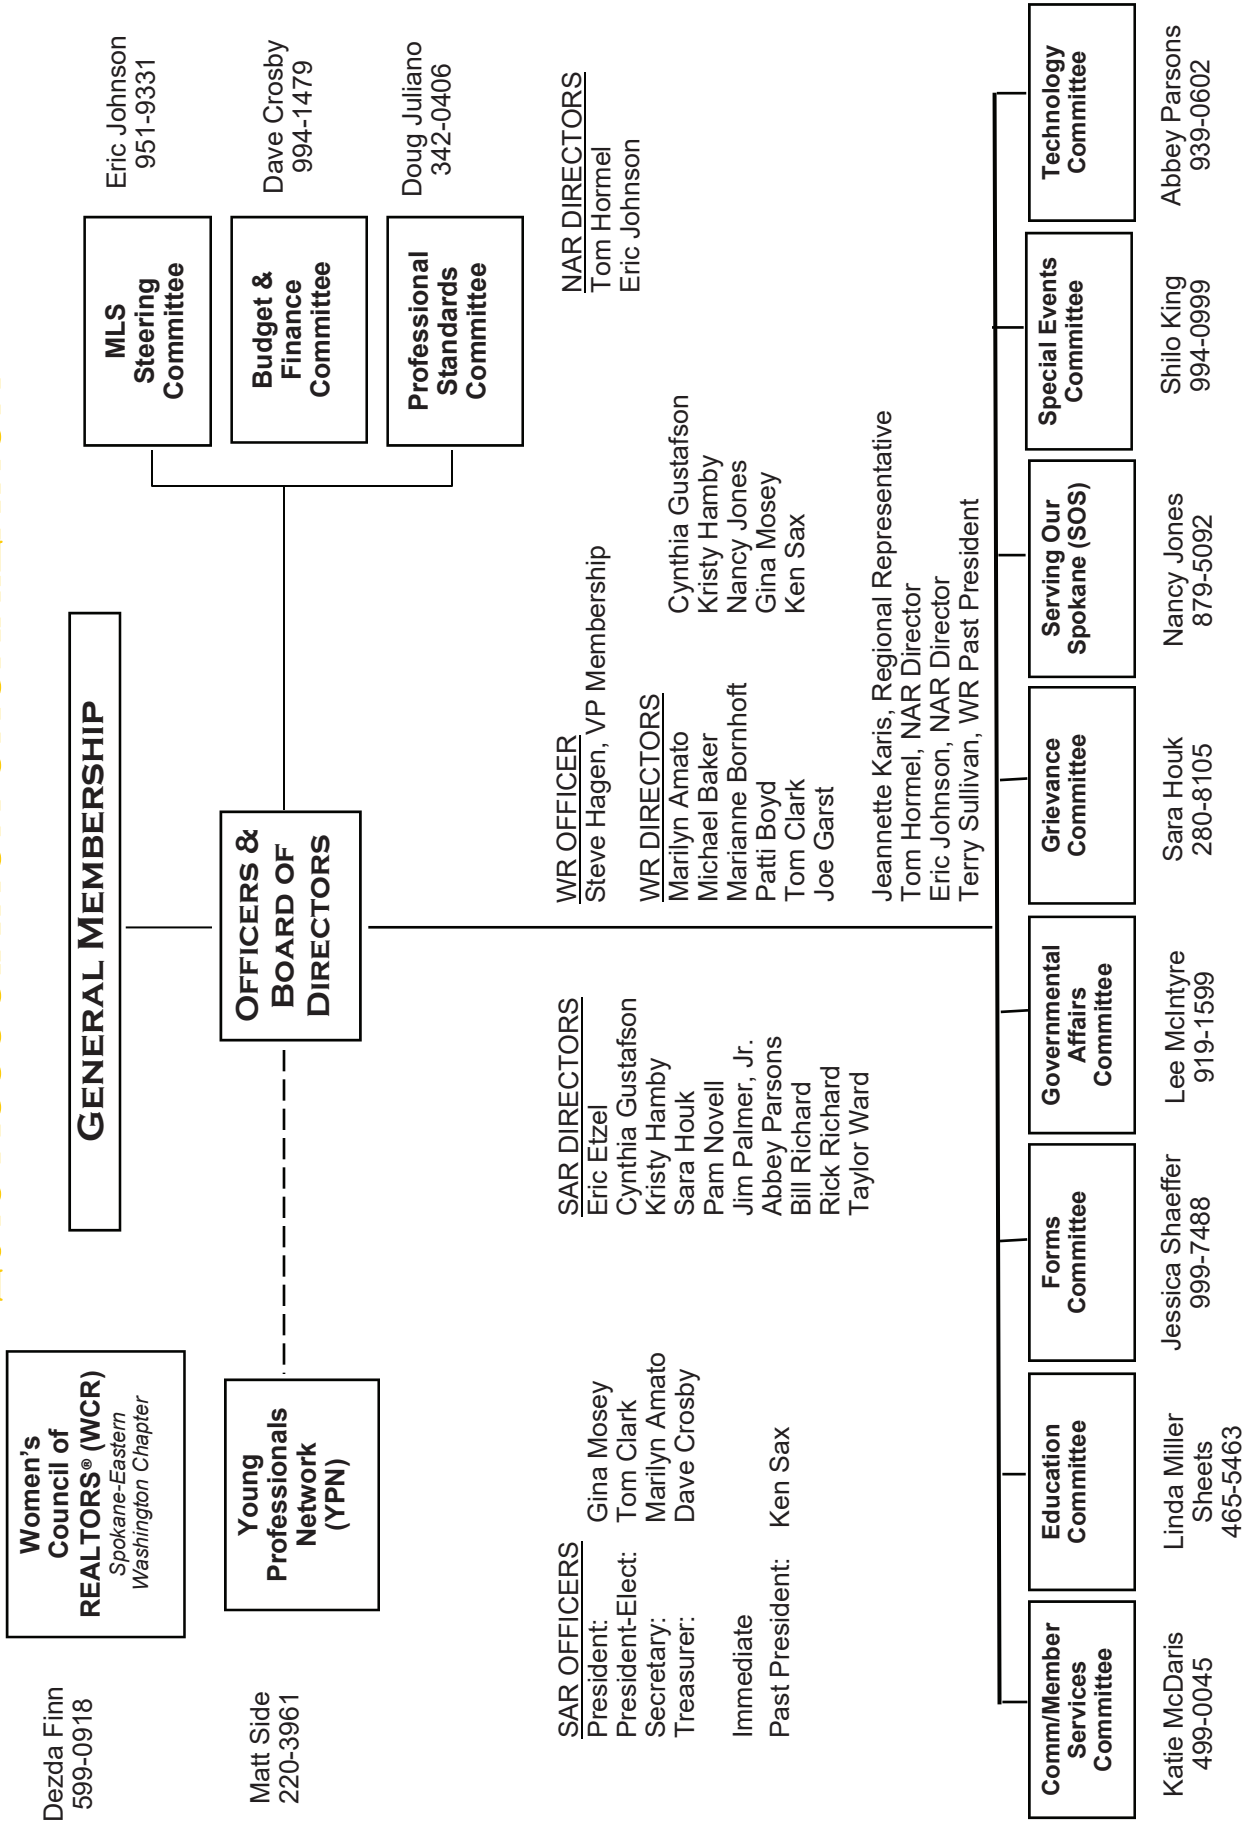 GENERAL MEMBERSHIP
Women's
Council of
REALTORS® (WCR)
Spokane-Eastern
Washington Chapter
Dezda Finn
599-0918
Young
Professionals
Network
(YPN)
Matt Side
220-3961
OFFICERS &
BOARD OF
DIRECTORS
MLS
Steering
Committee
Eric Johnson
951-9331
Budget &
Finance
Committee
Dave Crosby
994-1479
Professional
Standards
Committee
Doug Juliano
342-0406
SAR OFFICERS
President: Gina Mosey
President-Elect: Tom Clark
Secretary: Marilyn Amato
Treasurer: Dave Crosby
Immediate
Past President: Ken Sax
SAR DIRECTORS
Eric Etzel
Cynthia Gustafson
Kristy Hamby
Sara Houk
Pam Novell
Jim Palmer, Jr.
Abbey Parsons
Bill Richard
Rick Richard
Taylor Ward
WR OFFICER
Steve Hagen, VP Membership
WR DIRECTORS
Marilyn Amato
Michael Baker
Marianne Bornhoft
Patti Boyd
Tom Clark
Joe Garst
Cynthia Gustafson
Kristy Hamby
Nancy Jones
Gina Mosey
Ken Sax
Jeannette Karis, Regional Representative
Tom Hormel, NAR Director
Eric Johnson, NAR Director
Terry Sullivan, WR Past President
NAR DIRECTORS
Tom Hormel
Eric Johnson
Comm/Member
Services
Committee
Katie McDaris
499-0045
Education
Committee
Linda Miller
Sheets
465-5463
Forms
Committee
Jessica Shaeffer
999-7488
Governmental
Affairs
Committee
Lee McIntyre
919-1599
Grievance
Committee
Sara Houk
280-8105
Serving Our
Spokane (SOS)
Nancy Jones
879-5092
Special Events
Committee
Shilo King
994-0999
Technology
Committee
Abbey Parsons
939-0602